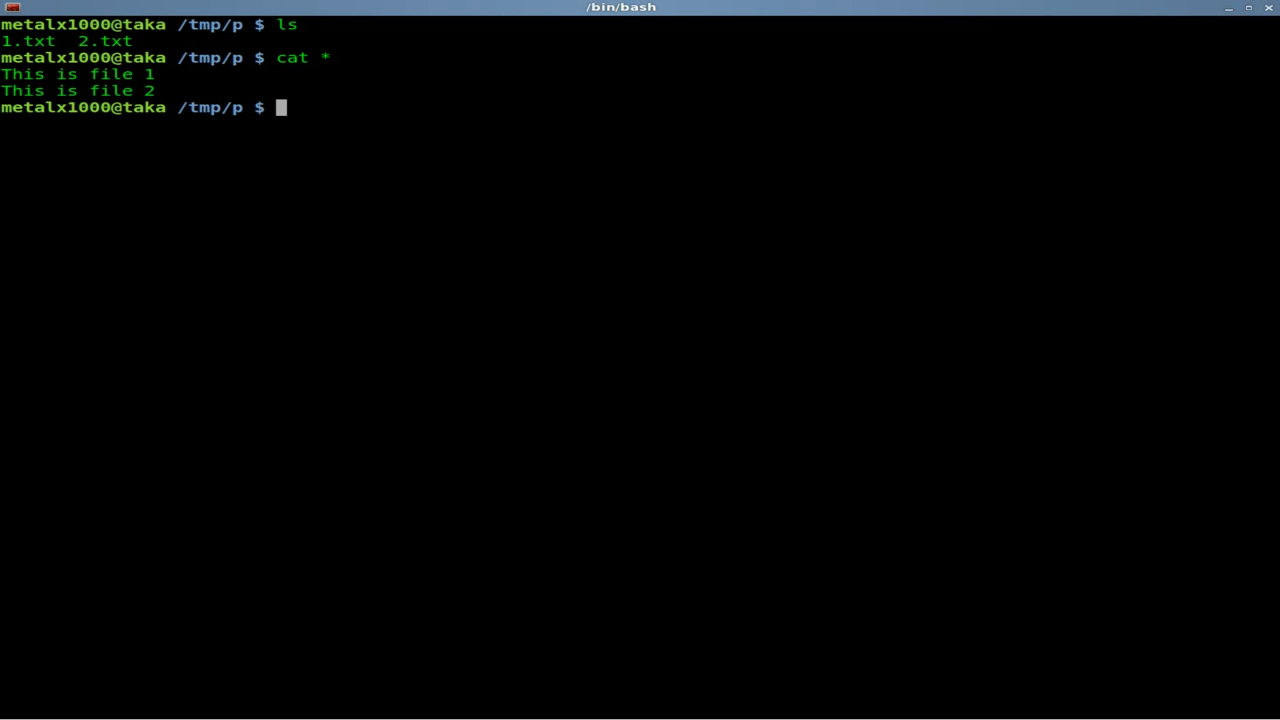 /bin/bash
metalx1000@taka /tmp/p $ ls
1.txt  2.txt
metalx1000@taka /tmp/p $ cat *
This is file 1
This is file 2
metalx1000@taka /tmp/p $